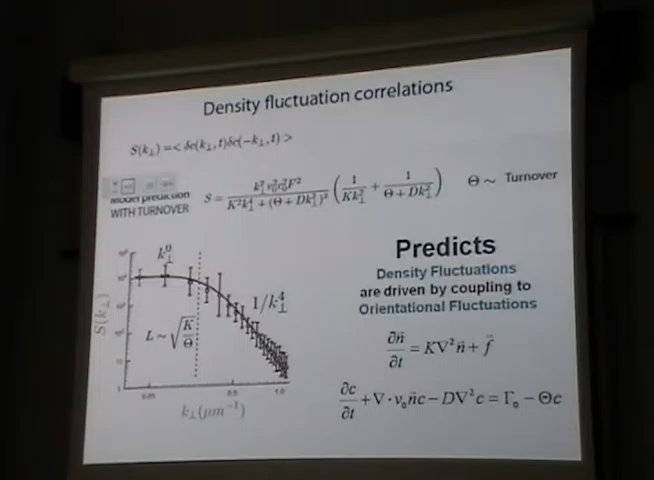 Density fluctuation correlations
S(k⊥) = < δc(k⊥,t)δc(−k⊥,t) >
Model prediction
WITH TURNOVER
Θ ~ Turnover
k⊥⁰
1/k⊥⁴
L ~ √(K/Θ)
S(k⊥)
k⊥(μm⁻¹)
Predicts
Density Fluctuations
are driven by coupling to
Orientational Fluctuations
∂n⃗/∂t = K∇²n⃗ + f⃗
∂c/∂t + ∇·v₀n⃗c − D∇²c = Γ₀ − Θc